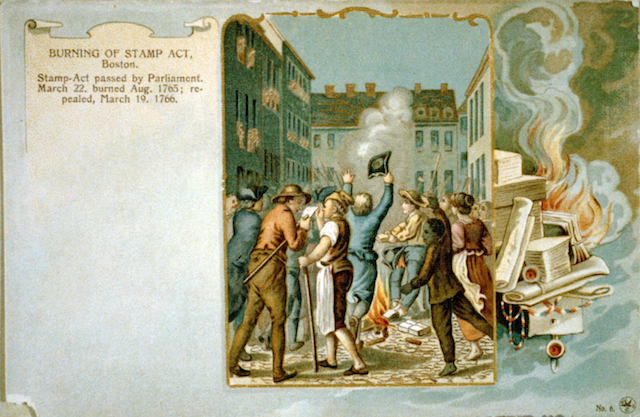 BURNING OF STAMP ACT,
Boston.
Stamp-Act passed by Parliament.
March 22. burned Aug. 1765; re-
pealed, March 19. 1766.
No. 6.